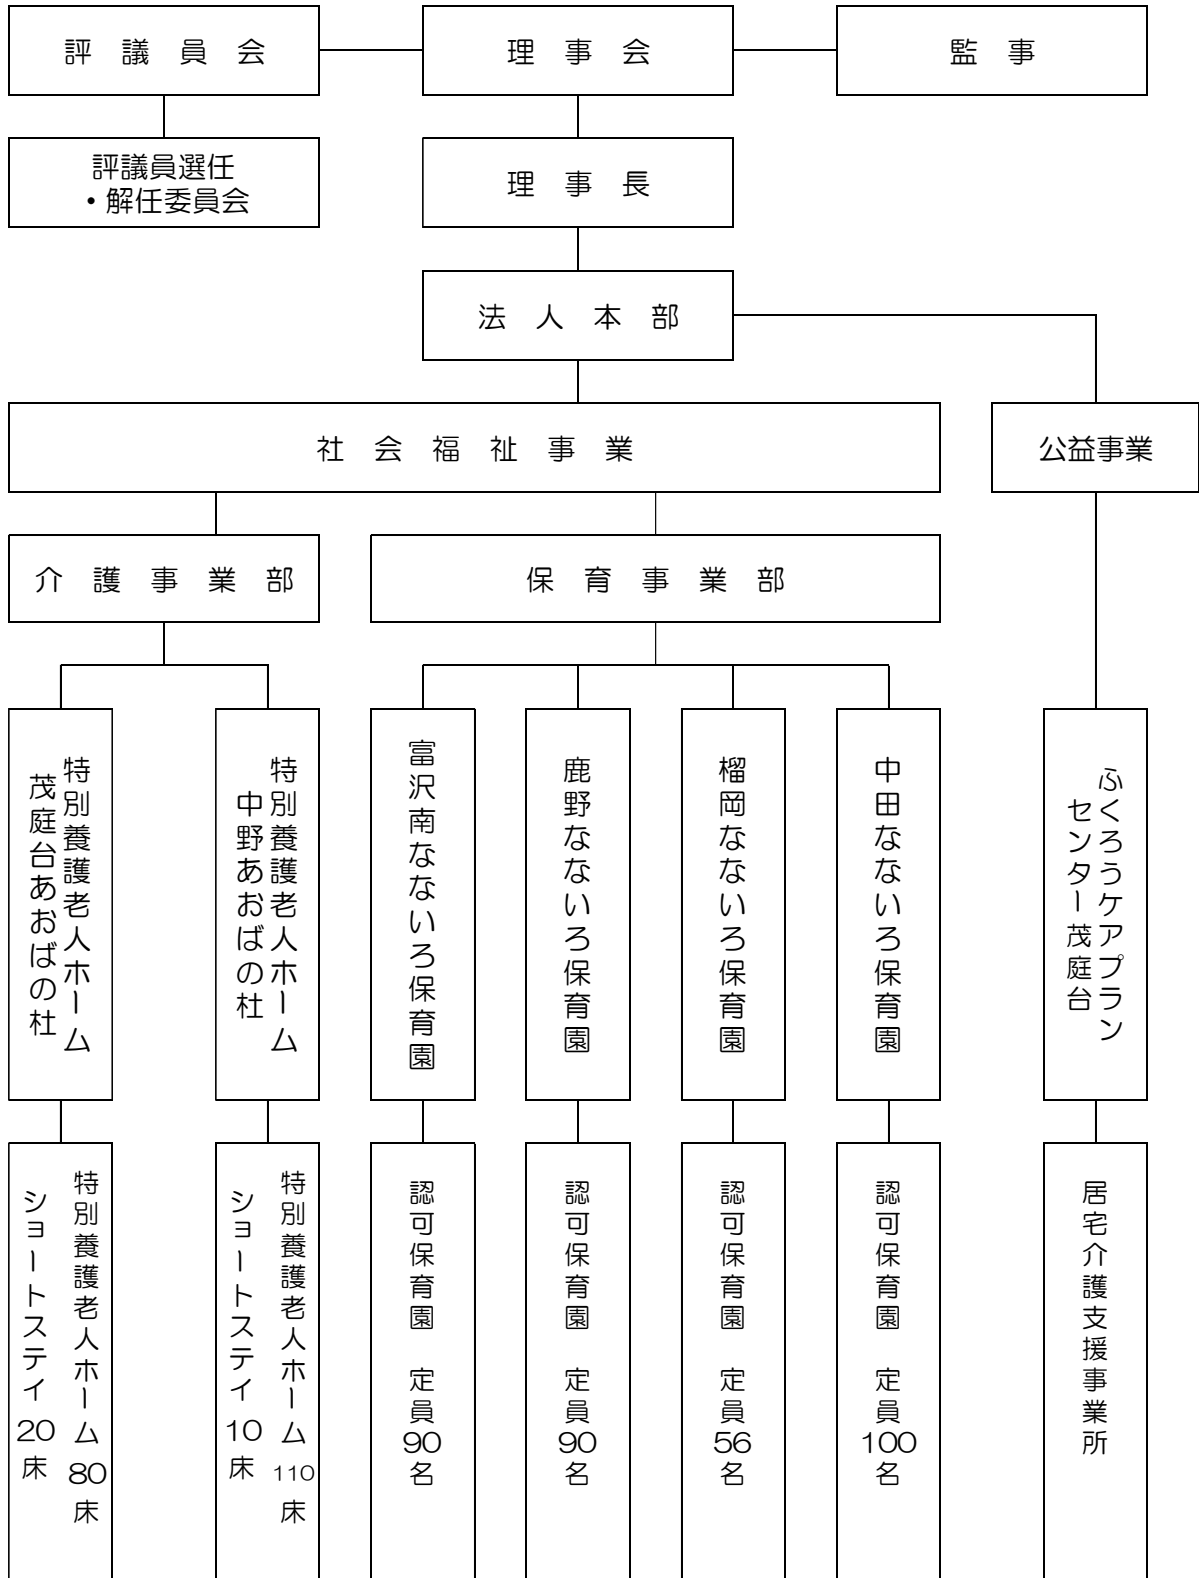 評議員会
理事会
監事
評議員選任
・解任委員会
理事長
法人本部
社会福祉事業
公益事業
介護事業部
保育事業部
特別養護老人ホーム
茂庭台あおばの杜
特別養護老人ホーム
中野あおばの杜
富沢南なないろ保育園
鹿野なないろ保育園
榴岡なないろ保育園
中田なないろ保育園
ふくろうケアプラン
センター茂庭台
特別養護老人ホーム80床
ショートステイ20床
特別養護老人ホーム110床
ショートステイ10床
認可保育園 定員90名
認可保育園 定員90名
認可保育園 定員56名
認可保育園 定員100名
居宅介護支援事業所